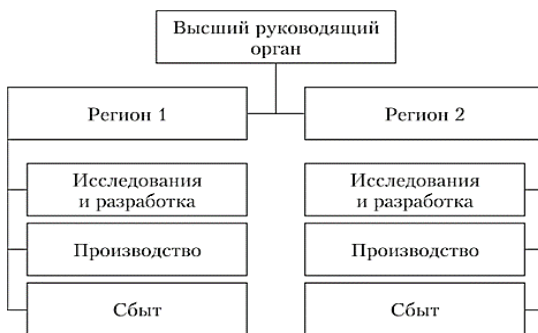 Высший руководящий
орган
Регион 1
Регион 2
Исследования
и разработка
Исследования
и разработка
Производство
Производство
Сбыт
Сбыт